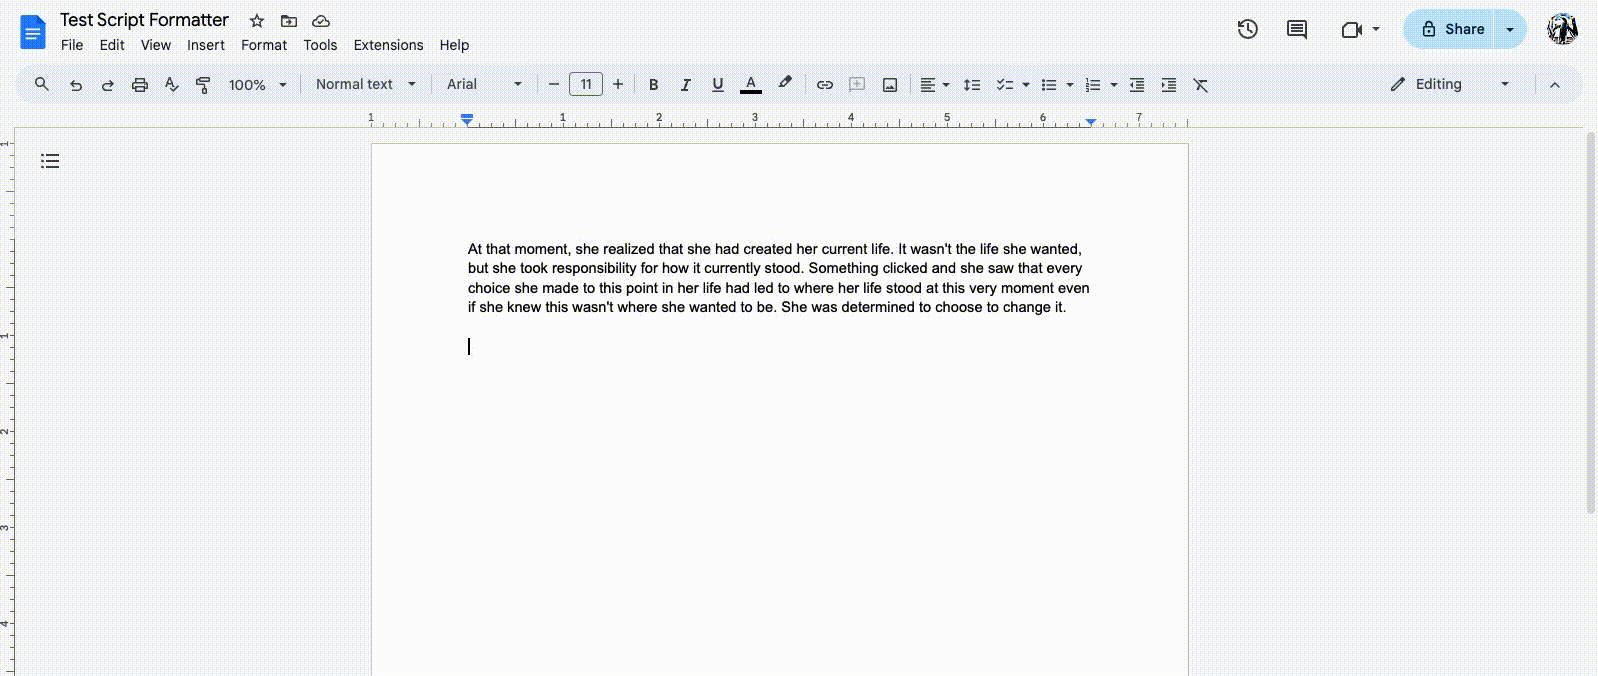 Test Script Formatter
File Edit View Insert Format Tools Extensions Help
Share
100% Normal text Arial 11 B I U A Editing
1 1 2 3 4 5 6 7
1
1
2
3
4
At that moment, she realized that she had created her current life. It wasn't the life she wanted,
but she took responsibility for how it currently stood. Something clicked and she saw that every
choice she made to this point in her life had led to where her life stood at this very moment even
if she knew this wasn't where she wanted to be. She was determined to choose to change it.